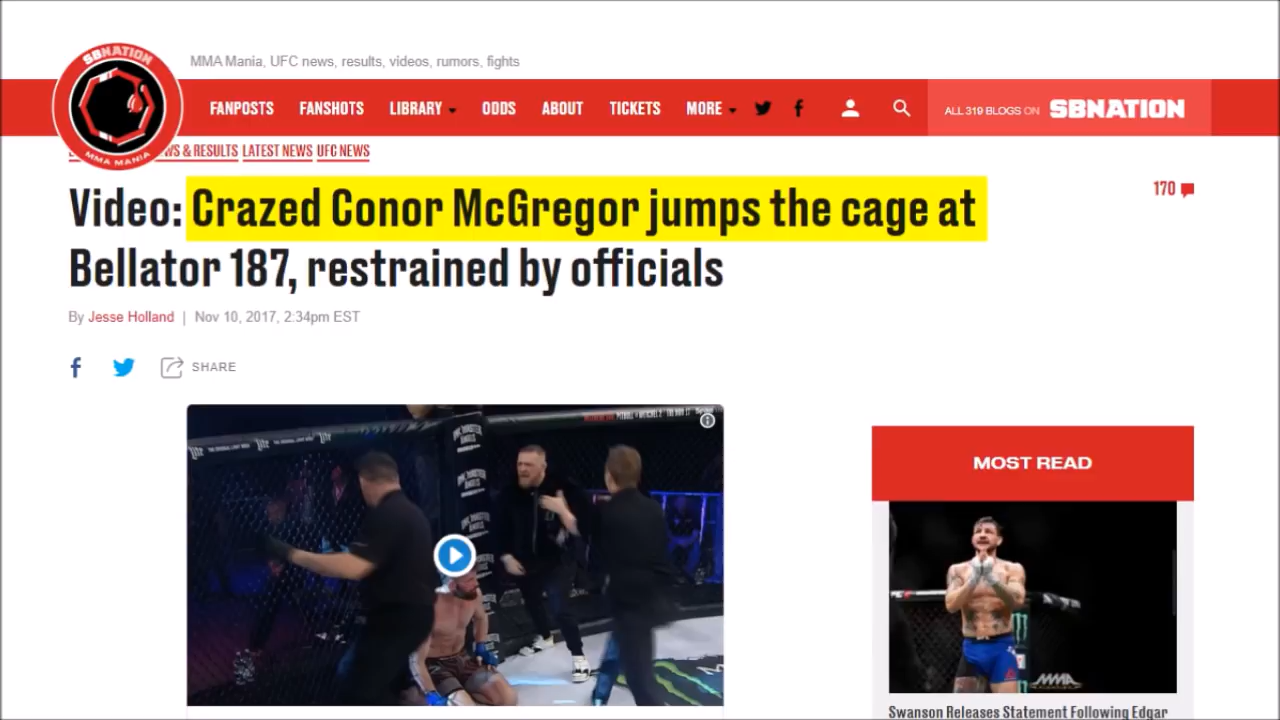 SBNATION
MMA MANIA
MMA Mania, UFC news, results, videos, rumors, fights
FANPOSTS FANSHOTS LIBRARY ODDS ABOUT TICKETS MORE
ALL 319 BLOGS ON SBNATION
WS & RESULTS LATEST NEWS UFC NEWS
Video: Crazed Conor McGregor jumps the cage at
Bellator 187, restrained by officials
170
By Jesse Holland | Nov 10, 2017, 2:34pm EST
SHARE
MOST READ
MMA
Swanson Releases Statement Following Edgar